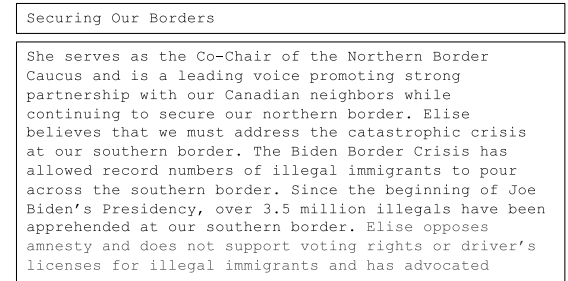 Securing Our Borders
She serves as the Co-Chair of the Northern Border
Caucus and is a leading voice promoting strong
partnership with our Canadian neighbors while
continuing to secure our northern border. Elise
believes that we must address the catastrophic crisis
at our southern border. The Biden Border Crisis has
allowed record numbers of illegal immigrants to pour
across the southern border. Since the beginning of Joe
Biden’s Presidency, over 3.5 million illegals have been
apprehended at our southern border. Elise opposes
amnesty and does not support voting rights or driver’s
licenses for illegal immigrants and has advocated